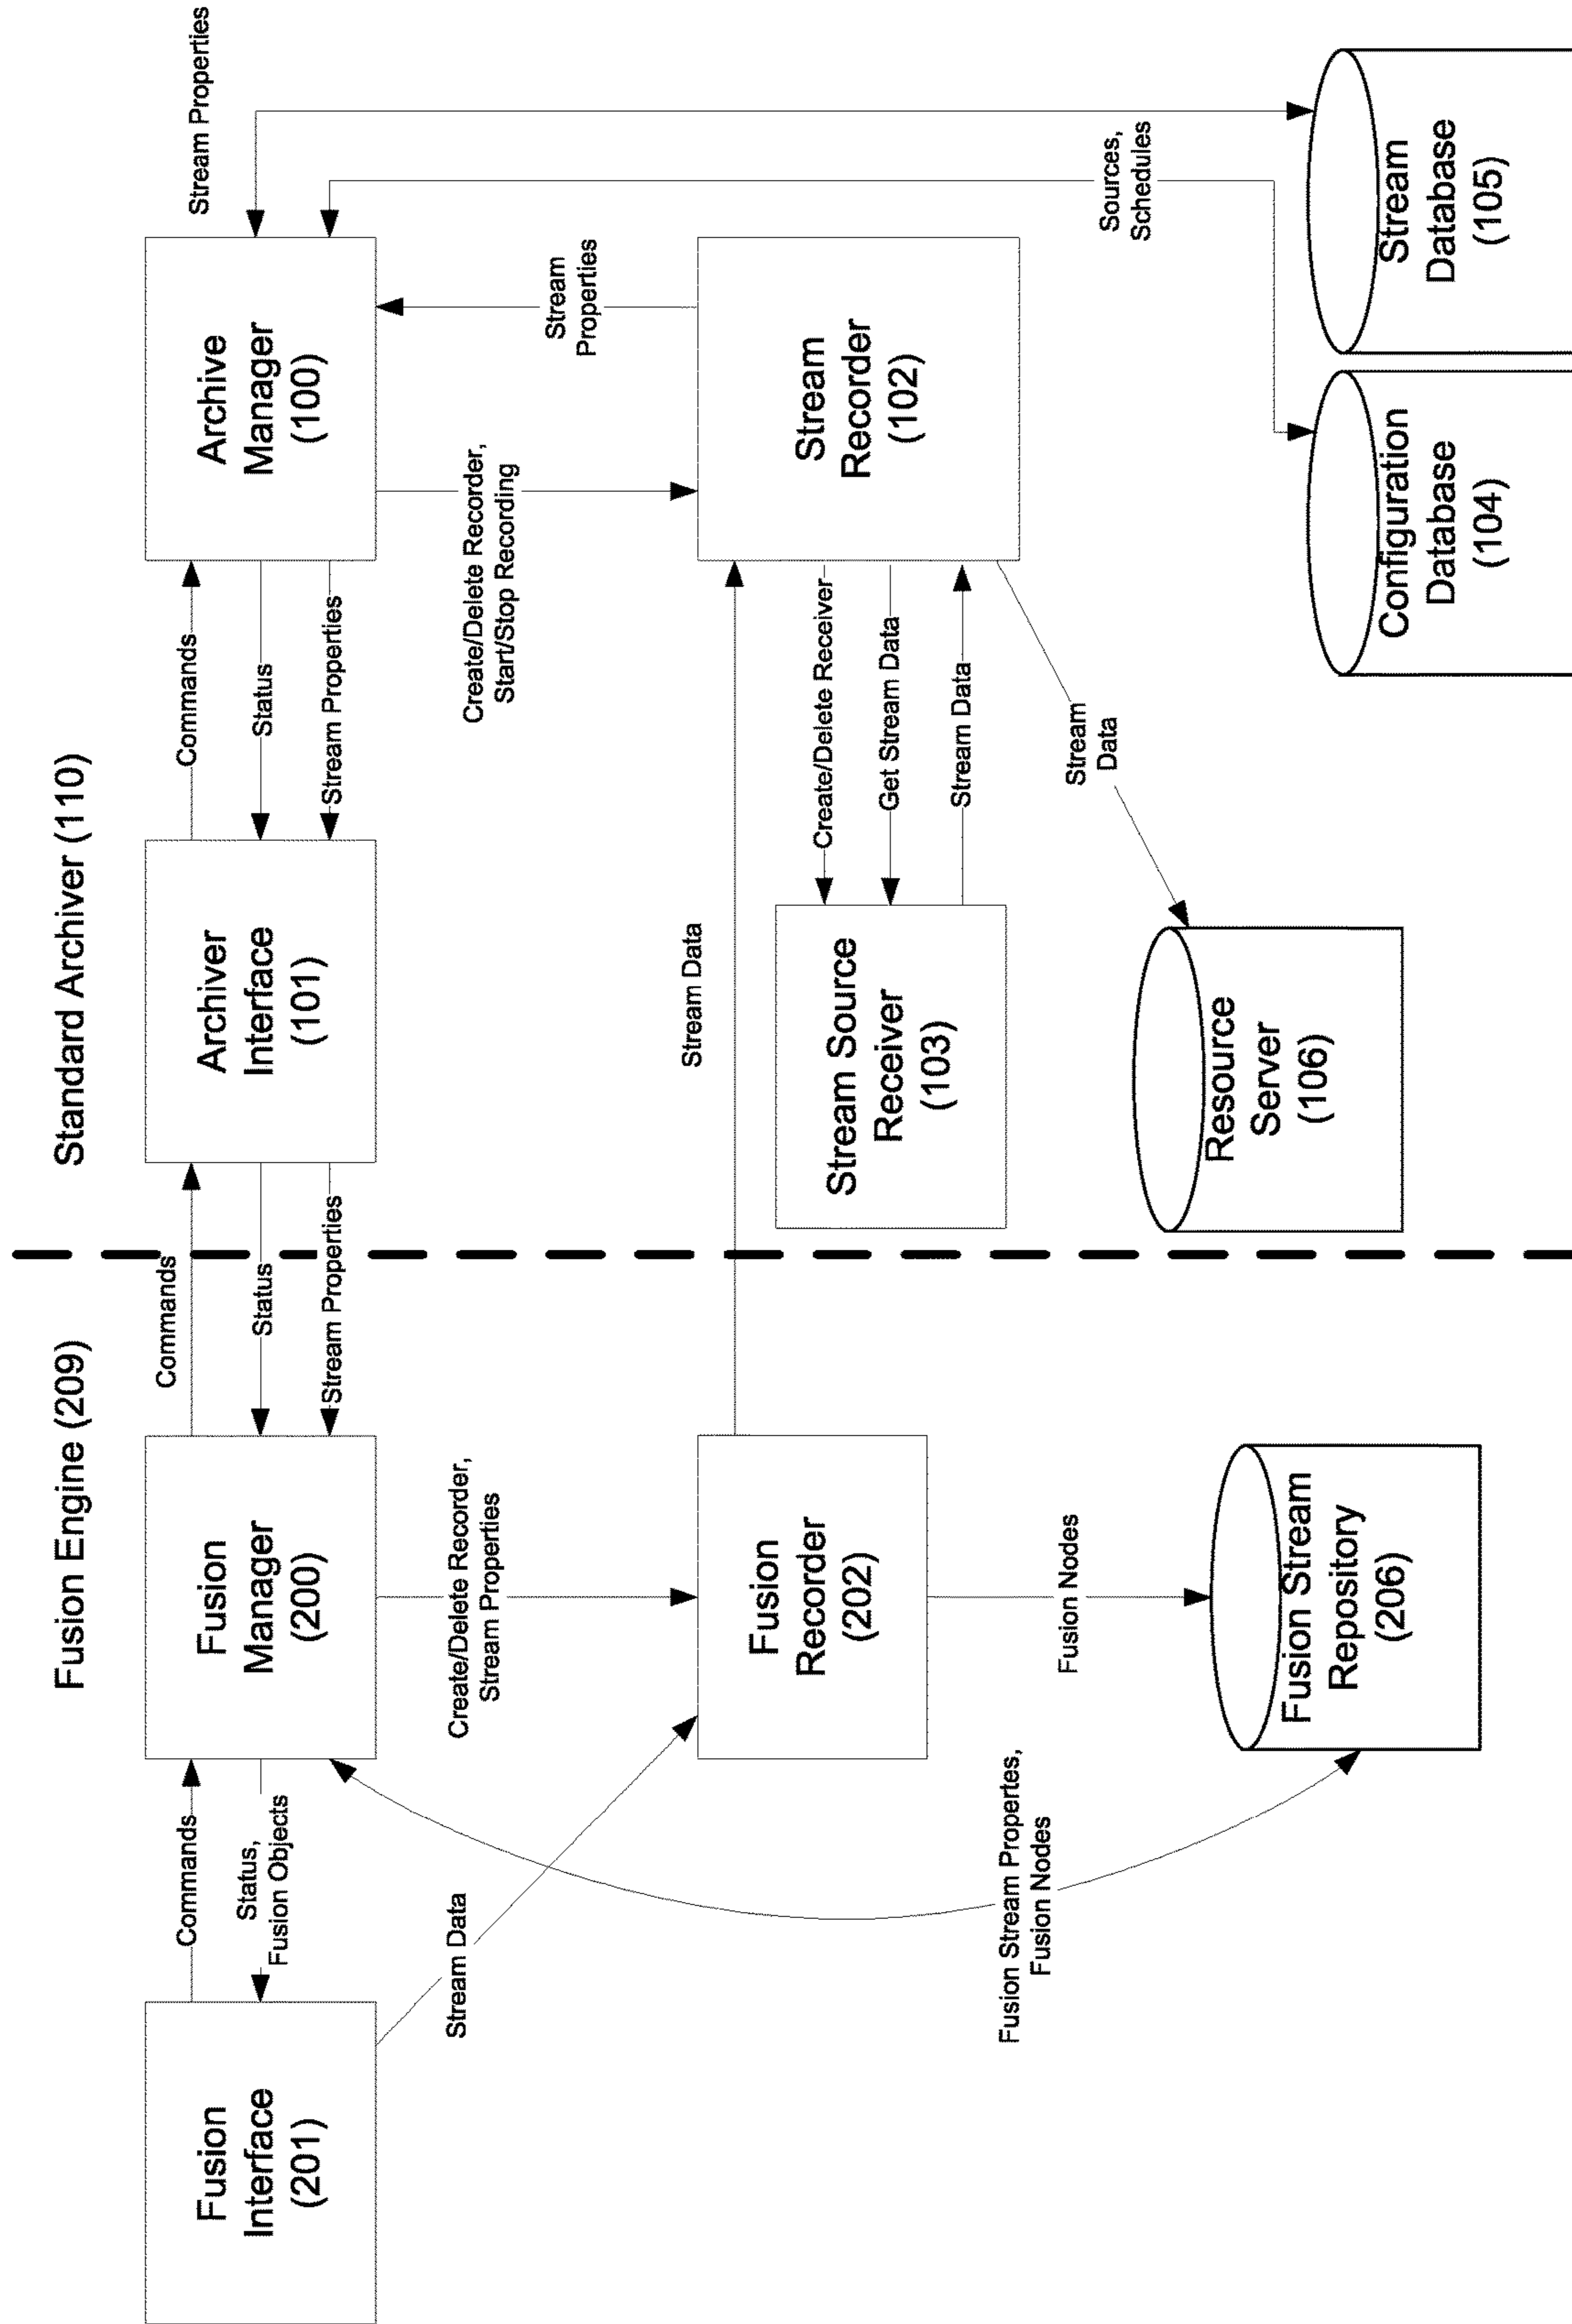 Fusion Engine (209)
Standard Archiver (110)
Fusion
Interface
(201)
Commands
Status,
Fusion Objects
Fusion
Manager
(200)
Commands
Status
Stream Properties
Archiver
Interface
(101)
Commands
Status
Stream Properties
Archive
Manager
(100)
Stream Properties
Stream Data
Create/Delete Recorder,
Stream Properties
Create/Delete Recorder,
Start/Stop Recording
Stream
Properties
Fusion
Recorder
(202)
Stream Data
Stream Source
Receiver
(103)
Create/Delete Receiver
Get Stream Data
Stream Data
Stream
Recorder
(102)
Fusion Stream Propertes,
Fusion Nodes
Fusion Nodes
Stream
Data
Sources,
Schedules
Fusion Stream
Repository
(206)
Resource
Server
(106)
Configuration
Database
(104)
Stream
Database
(105)